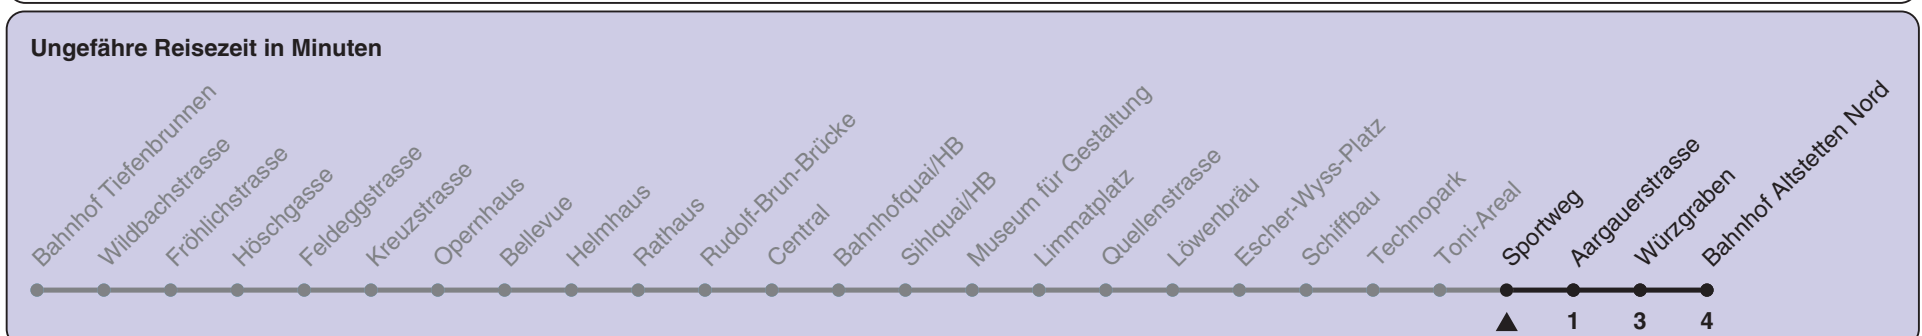 Ungefähre Reisezeit in Minuten
Bahnhof Tiefenbrunnen
Wildbachstrasse
Fröhlichstrasse
Höschgasse
Feldeggstrasse
Kreuzstrasse
Opernhaus
Bellevue
Helmhaus
Rathaus
Rudolf-Brun-Brücke
Central
Bahnhofquai/HB
Sihlquai/HB
Museum für Gestaltung
Limmatplatz
Quellenstrasse
Löwenbräu
Escher-Wyss-Platz
Schiffbau
Technopark
Toni-Areal
Sportweg
Aargauerstrasse
Würzgraben
Bahnhof Altstetten Nord
1 3 4